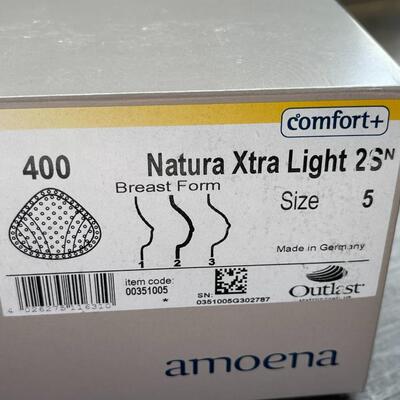 comfort+
400 Natura Xtra Light 2SN
Breast Form
Size 5
1 2 3
Made in Germany
item code:
00351005
*
SN:
0351005G302787
Outlast
amoena